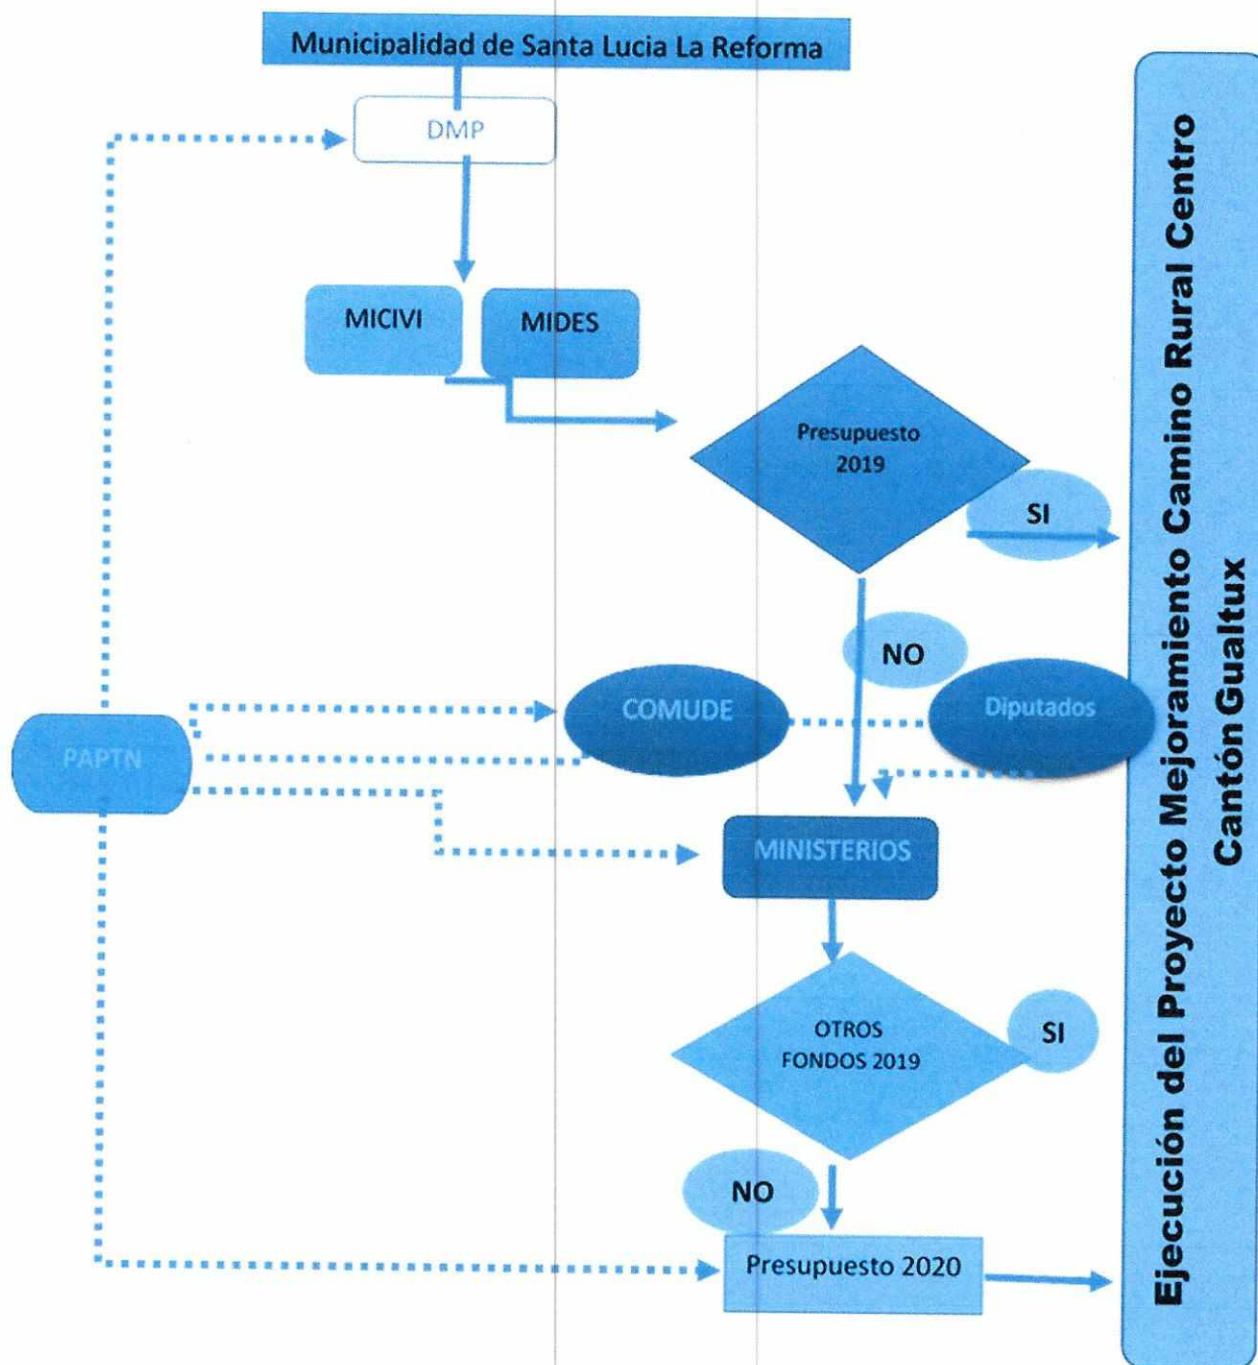 Municipalidad de Santa Lucia La Reforma
DMP
MICIVI
MIDES
Presupuesto
2019
SI
NO
COMUDE
Diputados
PAPTN
MINISTERIOS
OTROS
FONDOS 2019
SI
NO
Presupuesto 2020
Ejecución del Proyecto Mejoramiento Camino Rural Centro
Cantón Gualtux